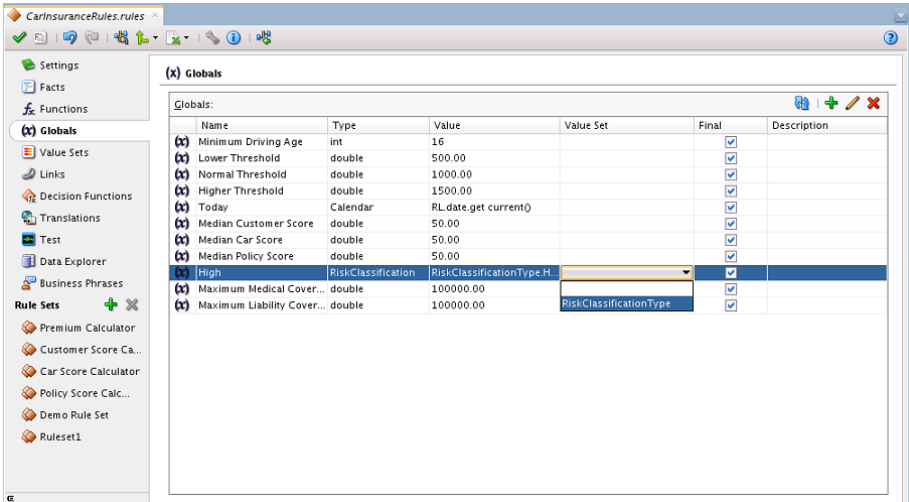 CarInsuranceRules.rules
Settings
Facts
Functions
(x) Globals
Value Sets
Links
Decision Functions
Translations
Test
Data Explorer
Business Phrases
Rule Sets
Premium Calculator
Customer Score Ca...
Car Score Calculator
Policy Score Calc...
Demo Rule Set
Ruleset1
(x) Globals
Globals:
Name Type Value Value Set Final Description
(x) Minimum Driving Age int 16
(x) Lower Threshold double 500.00
(x) Normal Threshold double 1000.00
(x) Higher Threshold double 1500.00
(x) Today Calendar RL.date.get current()
(x) Median Customer Score double 50.00
(x) Median Car Score double 50.00
(x) Median Policy Score double 50.00
(x) High RiskClassification RiskClassificationType.H...
(x) Maximum Medical Cover... double 100000.00
(x) Maximum Liability Cover... double 100000.00
RiskClassificationType